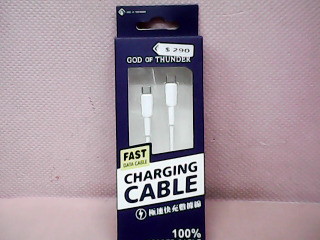 $ 290
GOD OF THUNDER
FAST
DATA CABLE
CHARGING
CABLE
極速快充數據線
100%